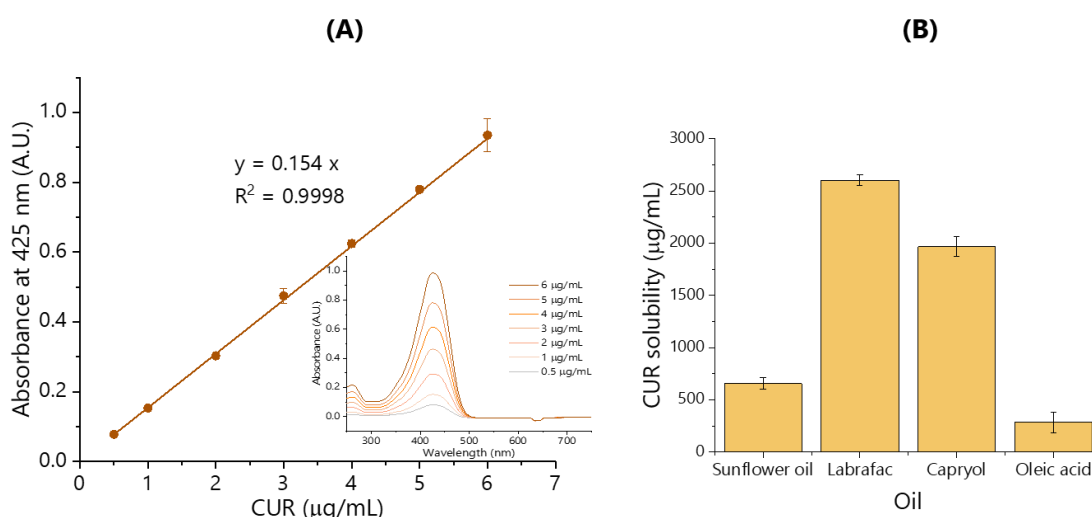 (A)
Absorbance at 425 nm (A.U.)
1.0
0.8
0.6
0.4
0.2
0.0
y = 0.154 x
R² = 0.9998
0 1 2 3 4 5 6 7
CUR (µg/mL)
Absorbance (A.U.)
1.0
0.8
0.6
0.4
0.2
0.0
6 µg/mL
5 µg/mL
4 µg/mL
3 µg/mL
2 µg/mL
1 µg/mL
0.5 µg/mL
300 400 500 600 700
Wavelength (nm)
(B)
CUR solubility (µg/mL)
3000
2500
2000
1500
1000
500
0
Sunflower oil Labrafac Capryol Oleic acid
Oil